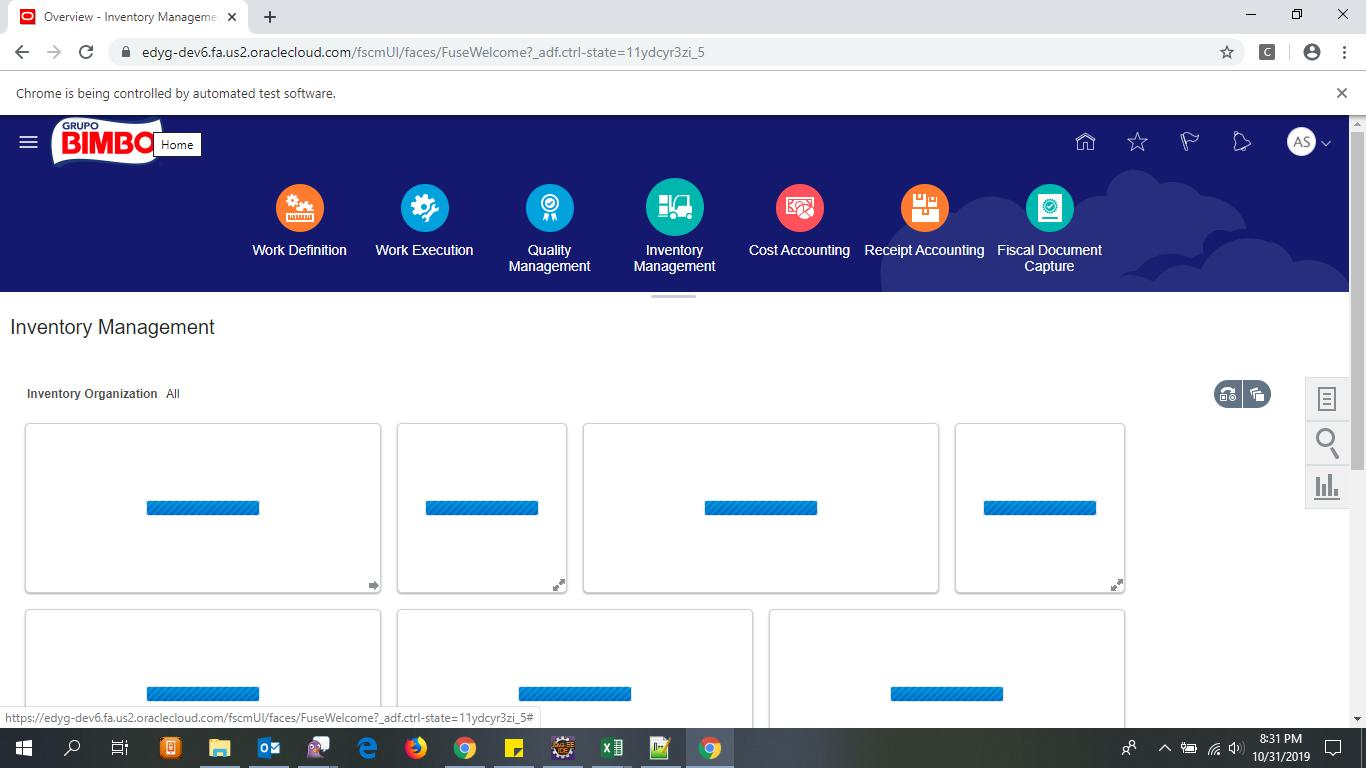 Overview - Inventory Manageme
edyg-dev6.fa.us2.oraclecloud.com/fscmUI/faces/FuseWelcome?_adf.ctrl-state=11ydcyr3zi_5
C
Chrome is being controlled by automated test software.
GRUPO
BIMBO
Home
AS
Work Definition
Work Execution
Quality
Management
Inventory
Management
Cost Accounting
Receipt Accounting
Fiscal Document
Capture
Inventory Management
Inventory Organization All
https://edyg-dev6.fa.us2.oraclecloud.com/fscmUI/faces/FuseWelcome?_adf.ctrl-state=11ydcyr3zi_5#
8:31 PM
10/31/2019